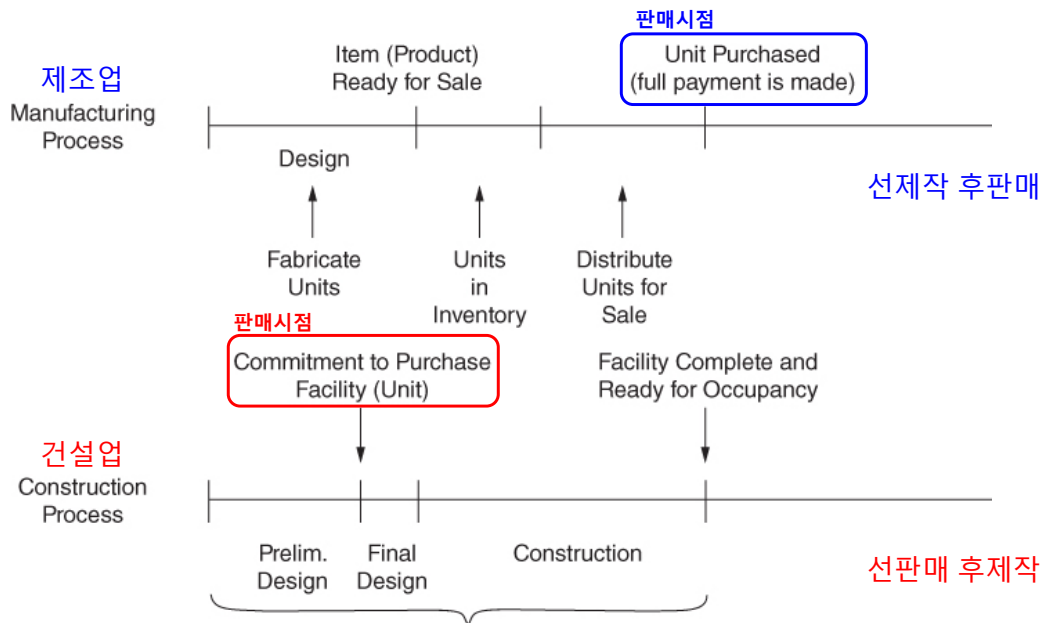 판매시점
Item (Product)
Ready for Sale
Unit Purchased
(full payment is made)
제조업
Manufacturing
Process
Design
선제작 후판매
Fabricate
Units
Units
in
Inventory
Distribute
Units for
Sale
판매시점
Commitment to Purchase
Facility (Unit)
Facility Complete and
Ready for Occupancy
건설업
Construction
Process
Prelim.
Design
Final
Design
Construction
선판매 후제작